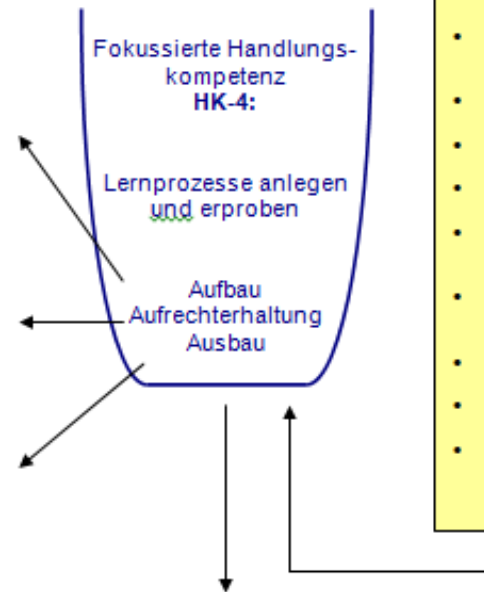 Fokussierte Handlungs-
kompetenz
HK-4:
Lernprozesse anlegen
und erproben
Aufbau
Aufrechterhaltung
Ausbau